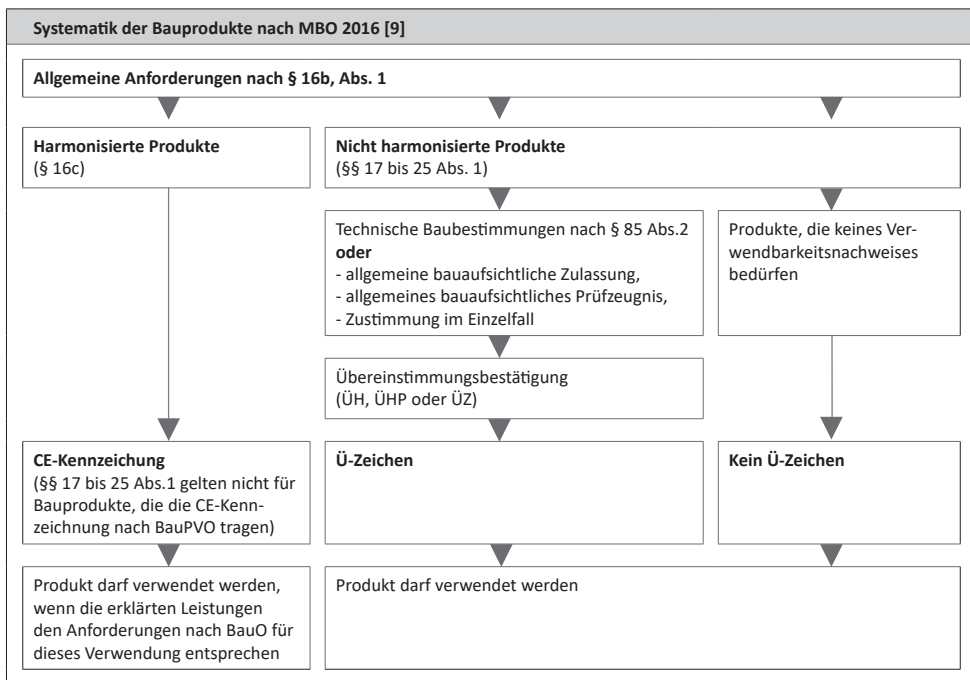 Systematik der Bauprodukte nach MBO 2016 [9]
Allgemeine Anforderungen nach § 16b, Abs. 1
Harmonisierte Produkte
(§ 16c)
Nicht harmonisierte Produkte
(§§ 17 bis 25 Abs. 1)
Technische Baubestimmungen nach § 85 Abs.2
oder
- allgemeine bauaufsichtliche Zulassung,
- allgemeines bauaufsichtliches Prüfzeugnis,
- Zustimmung im Einzelfall
Produkte, die keines Ver-
wendbarkeitsnachweises
bedürfen
Übereinstimmungsbestätigung
(ÜH, ÜHP oder ÜZ)
CE-Kennzeichung
(§§ 17 bis 25 Abs.1 gelten nicht für
Bauprodukte, die die CE-Kenn-
zeichnung nach BauPVO tragen)
Ü-Zeichen
Kein Ü-Zeichen
Produkt darf verwendet werden,
wenn die erklärten Leistungen
den Anforderungen nach BauO für
dieses Verwendung entsprechen
Produkt darf verwendet werden